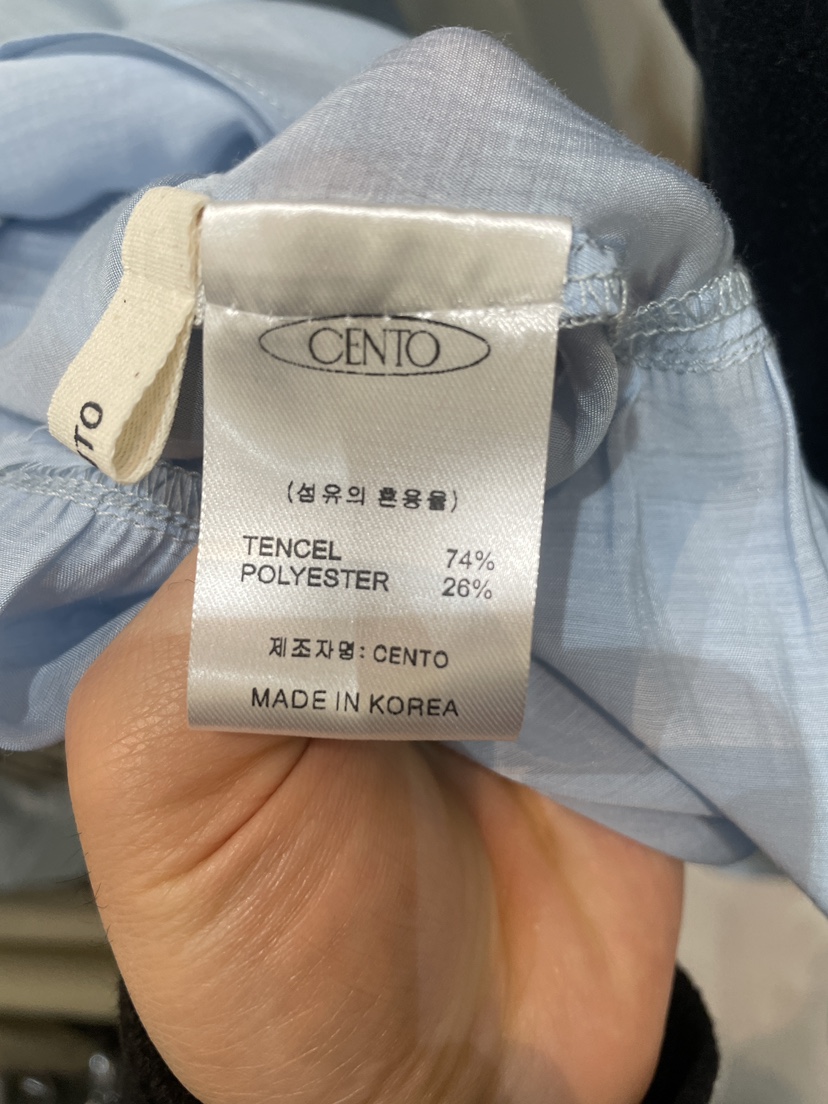 CENTO
(섬유의 혼용율)
TENCEL 74%
POLYESTER 26%
제조자명: CENTO
MADE IN KOREA
TO